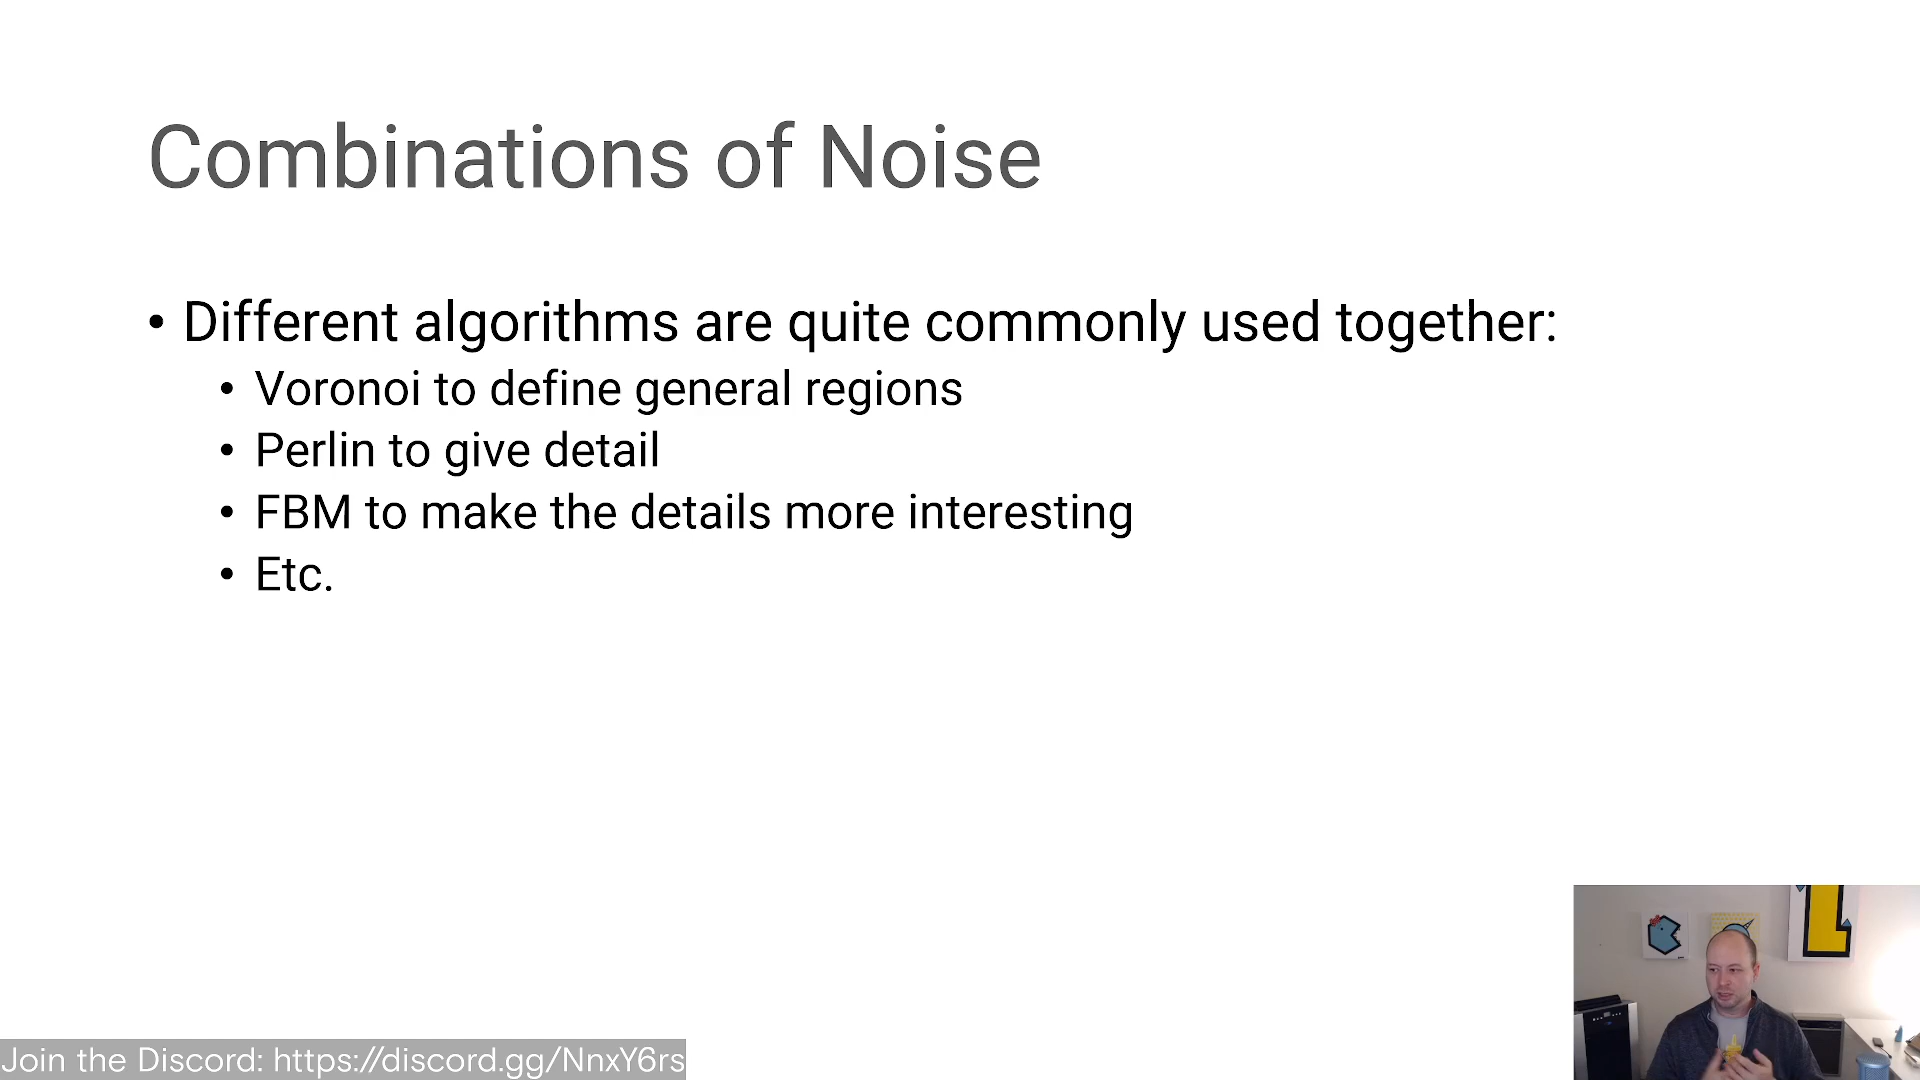 Combinations of Noise
• Different algorithms are quite commonly used together:
• Voronoi to define general regions
• Perlin to give detail
• FBM to make the details more interesting
• Etc.
Join the Discord: https://discord.gg/NnxY6rs